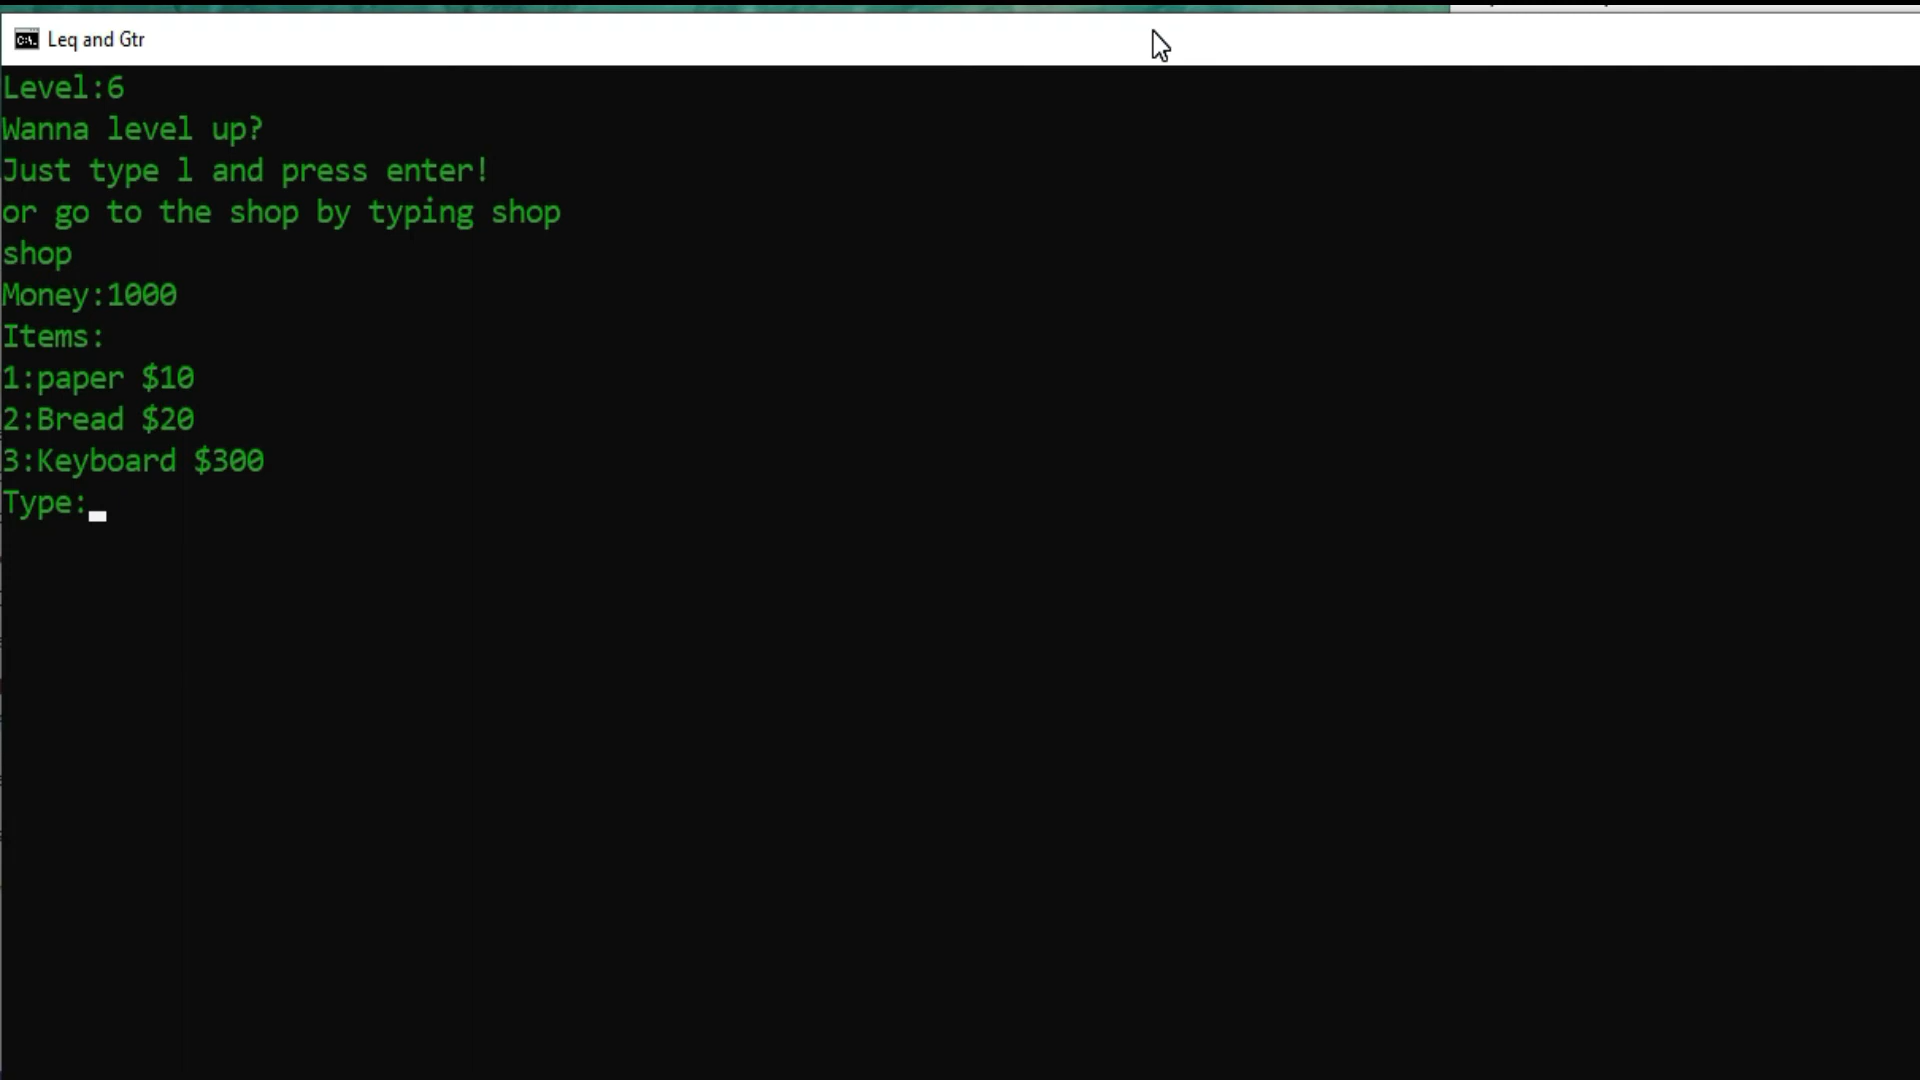 Leq and Gtr
Level:6
Wanna level up?
Just type l and press enter!
or go to the shop by typing shop
shop
Money:1000
Items:
1:paper $10
2:Bread $20
3:Keyboard $300
Type: